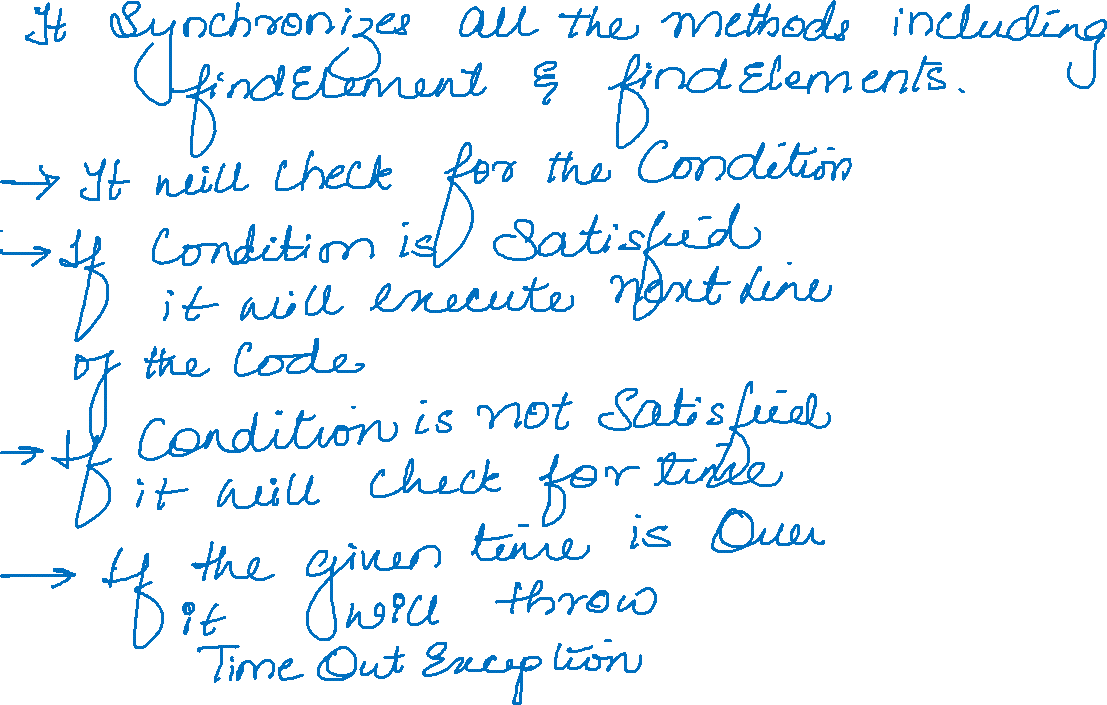 It Synchronizes all the methods including
findElement & findElements.
→ It will check for the Condition
→ If Condition is Satisfied
it will execute next line
of the Code
→ If Condition is not Satisfied
it will check for time
→ If the given time is Over
it will throw
Time Out Exception